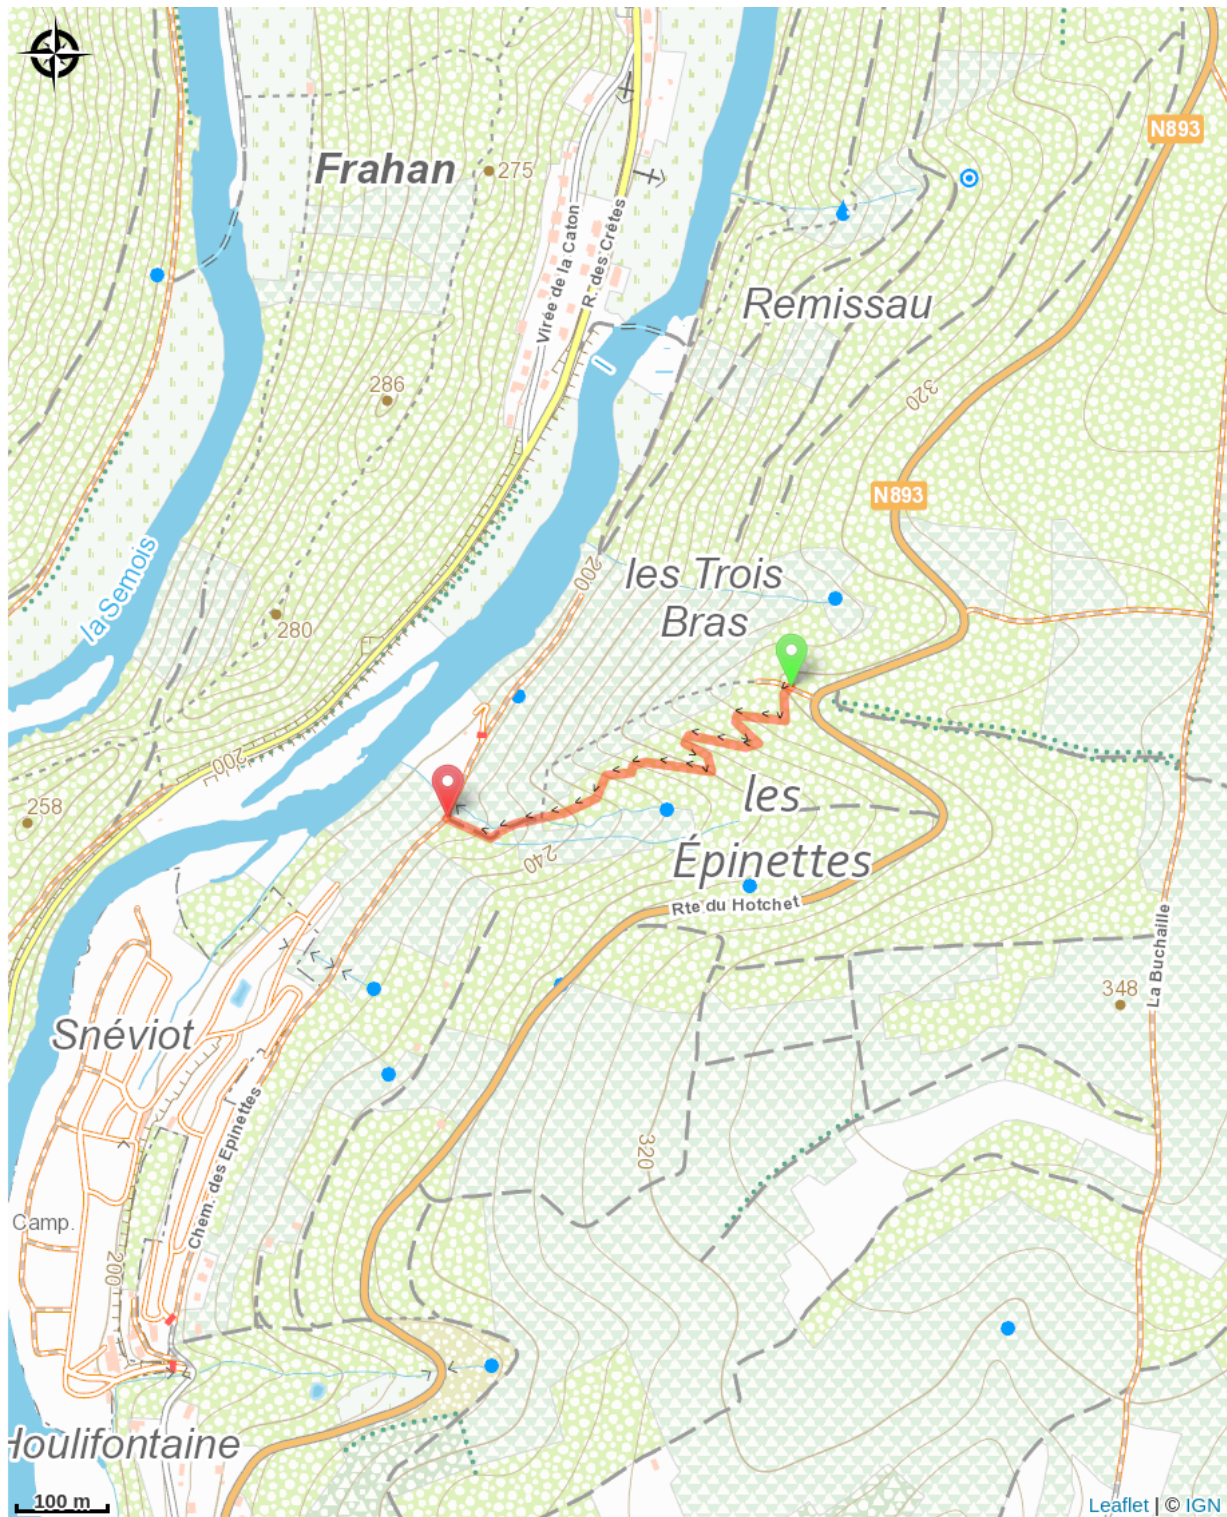 N893
Frahan
275
Virée de la Caton
R. des Crêtes
Remissau
286
320
N893
la Semois
les Trois
Bras
200
280
200
258
les
Épinettes
240
Rte du Hotchet
La Buchaille
348
Snéviot
Chem. des Epinettes
320
Camp.
200
Houlifontaine
100 m
Leaflet | © IGN